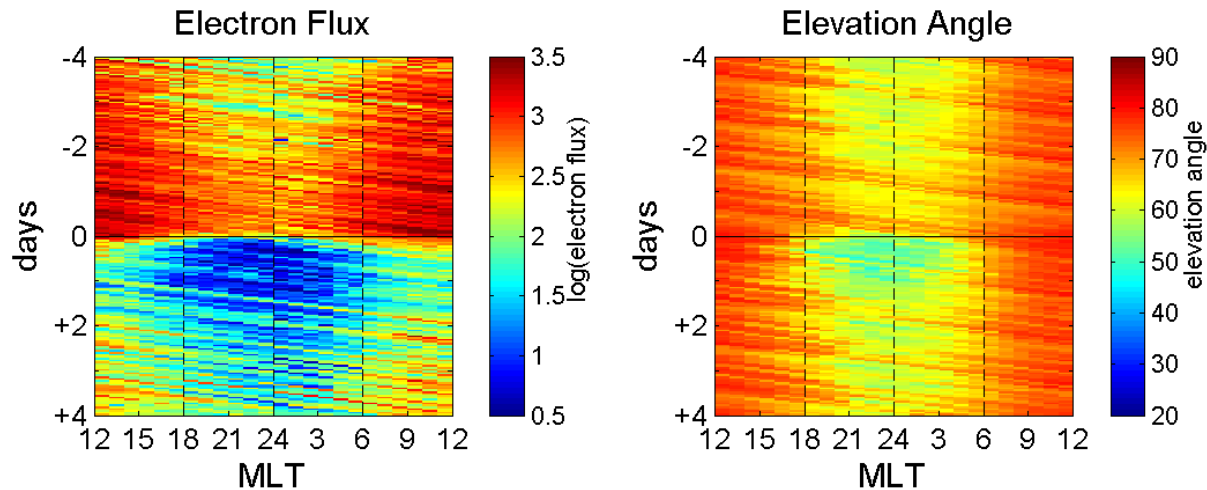 Electron Flux
-4
-2
0
+2
+4
days
12 15 18 21 24 3 6 9 12
MLT
3.5
3
2.5
2
1.5
1
0.5
log(electron flux)
Elevation Angle
-4
-2
0
+2
+4
days
12 15 18 21 24 3 6 9 12
MLT
90
80
70
60
50
40
30
20
elevation angle